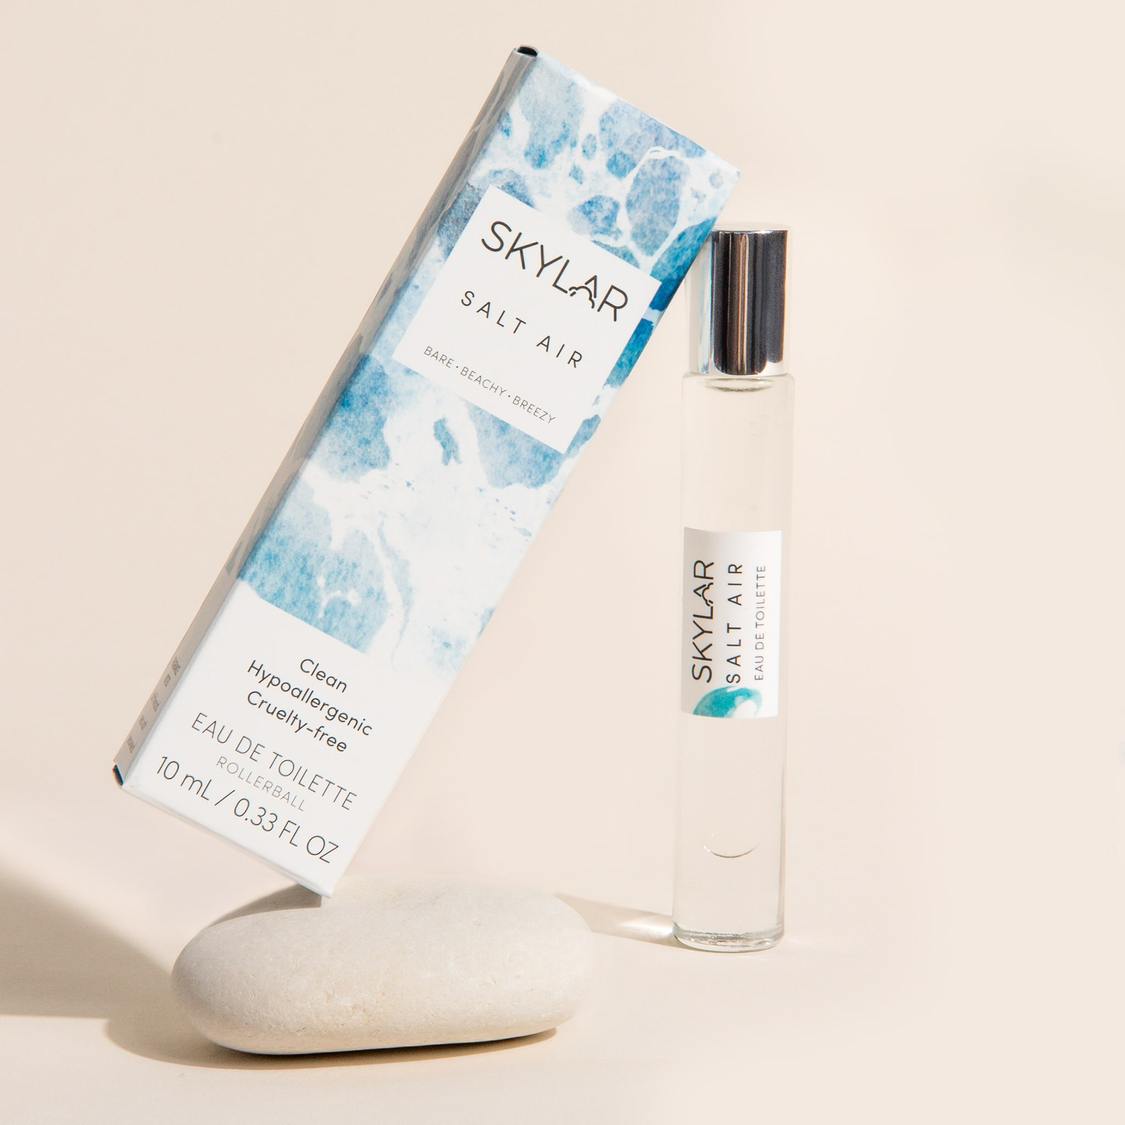 SKYLAR
SALT AIR
BARE · BEACHY · BREEZY
Clean
Hypoallergenic
Cruelty-free
EAU DE TOILETTE
ROLLERBALL
10 mL / 0.33 FL OZ
SKYLAR
SALT AIR
EAU DE TOILETTE